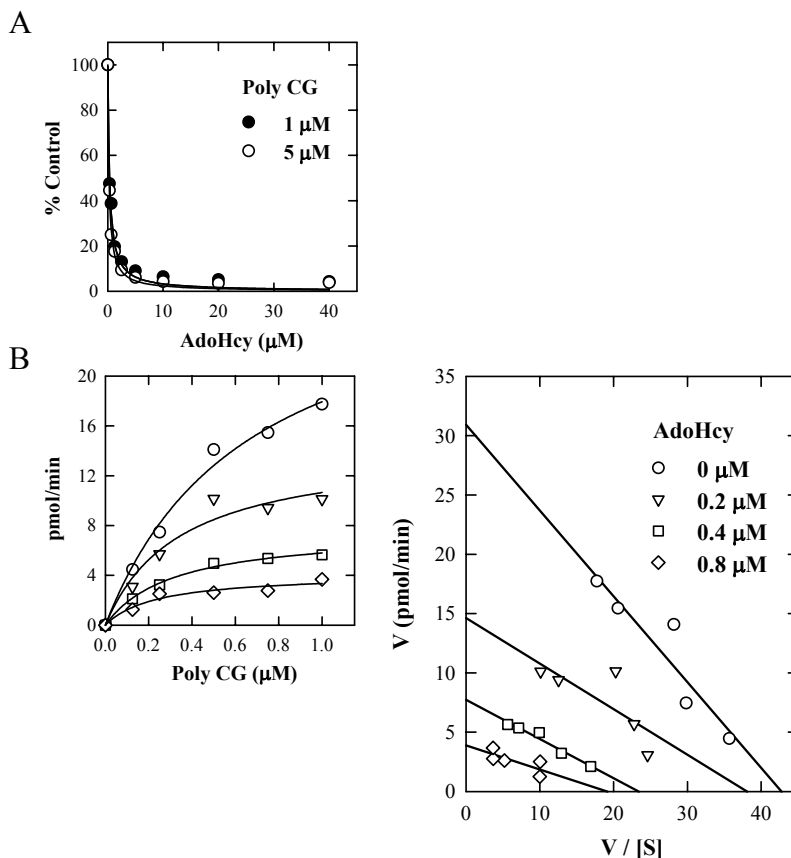 A
100
80
60
40
20
0
% Control
Poly CG
1 μM
5 μM
0 10 20 30 40
AdoHcy (μM)
B
20
16
12
8
4
0
pmol/min
0.0 0.2 0.4 0.6 0.8 1.0
Poly CG (μM)
35
30
25
20
15
10
5
0
V (pmol/min)
AdoHcy
0 μM
0.2 μM
0.4 μM
0.8 μM
0 10 20 30 40
V / [S]